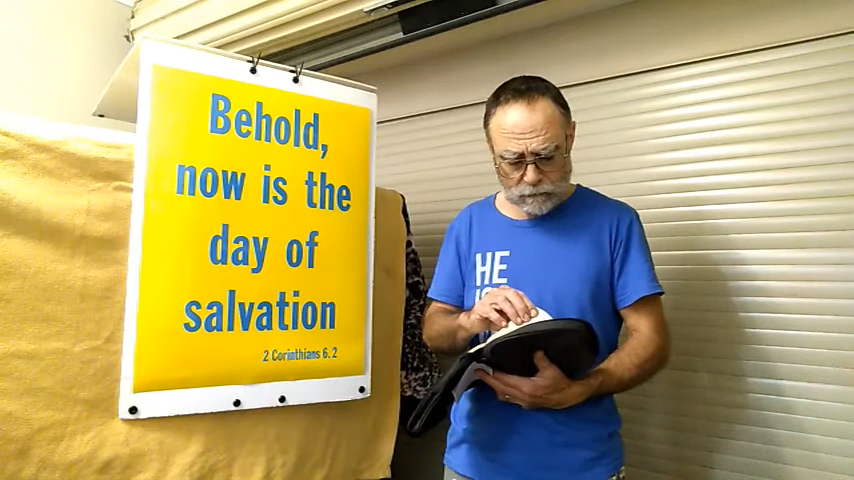 Behold,
now is the
day of
salvation
2 Corinthians 6. 2
HE